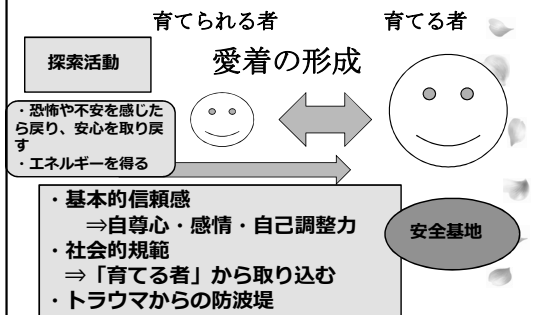 育てられる者
育てる者
愛着の形成
探索活動
・恐怖や不安を感じた
ら戻り、安心を取り戻
す
・エネルギーを得る
・基本的信頼感
⇒自尊心・感情・自己調整力
・社会的規範
⇒「育てる者」から取り込む
・トラウマからの防波堤
安全基地